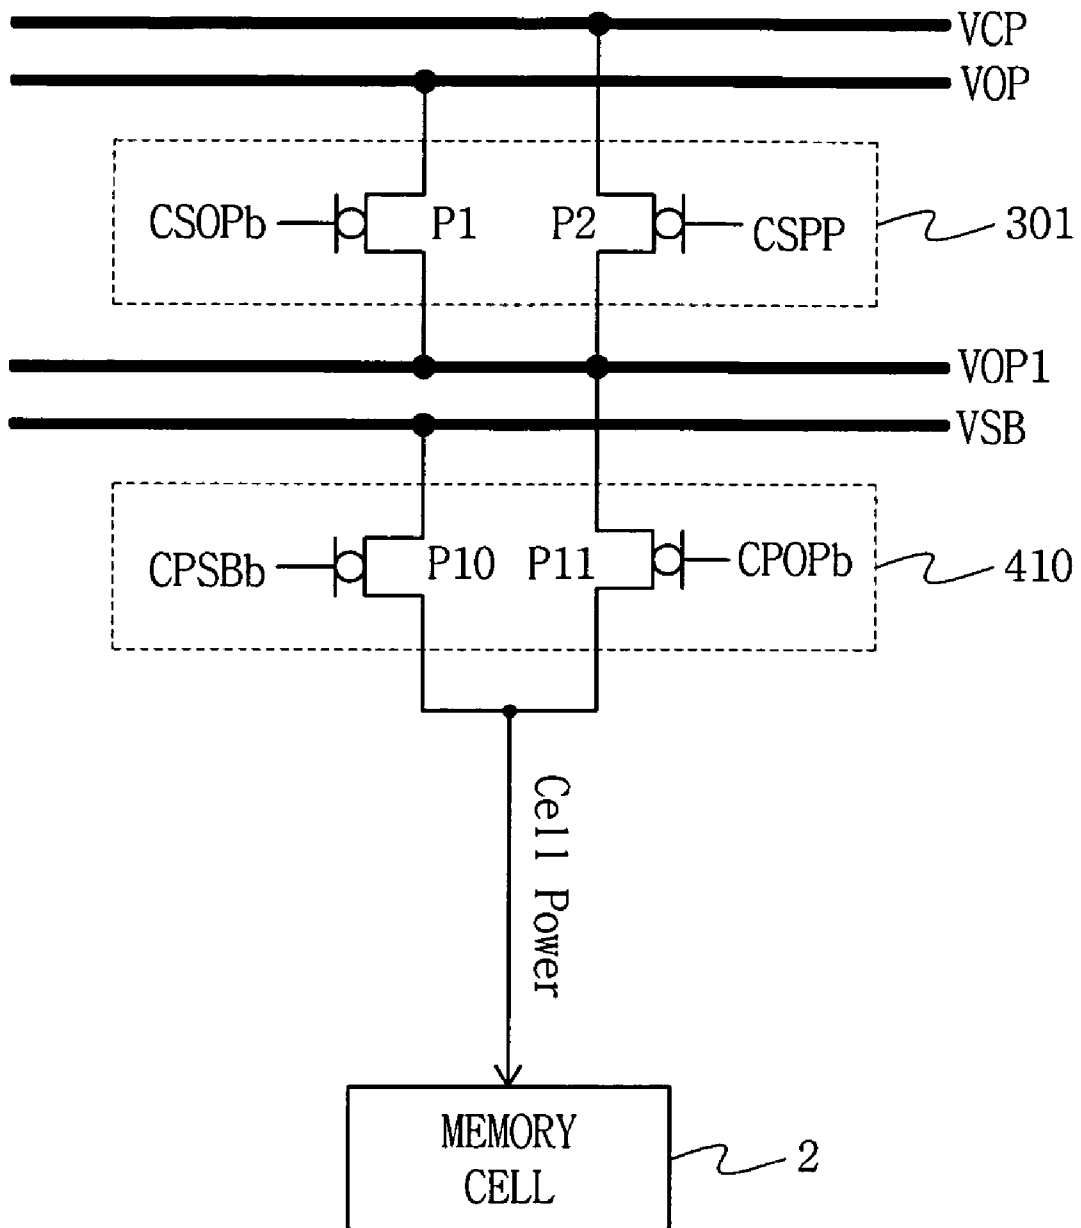 VCP
VOP
CSOPb P1 P2 CSPP 301
VOP1
VSB
CPSBb P10 P11 CPOPb 410
Cell Power
MEMORY
CELL
2